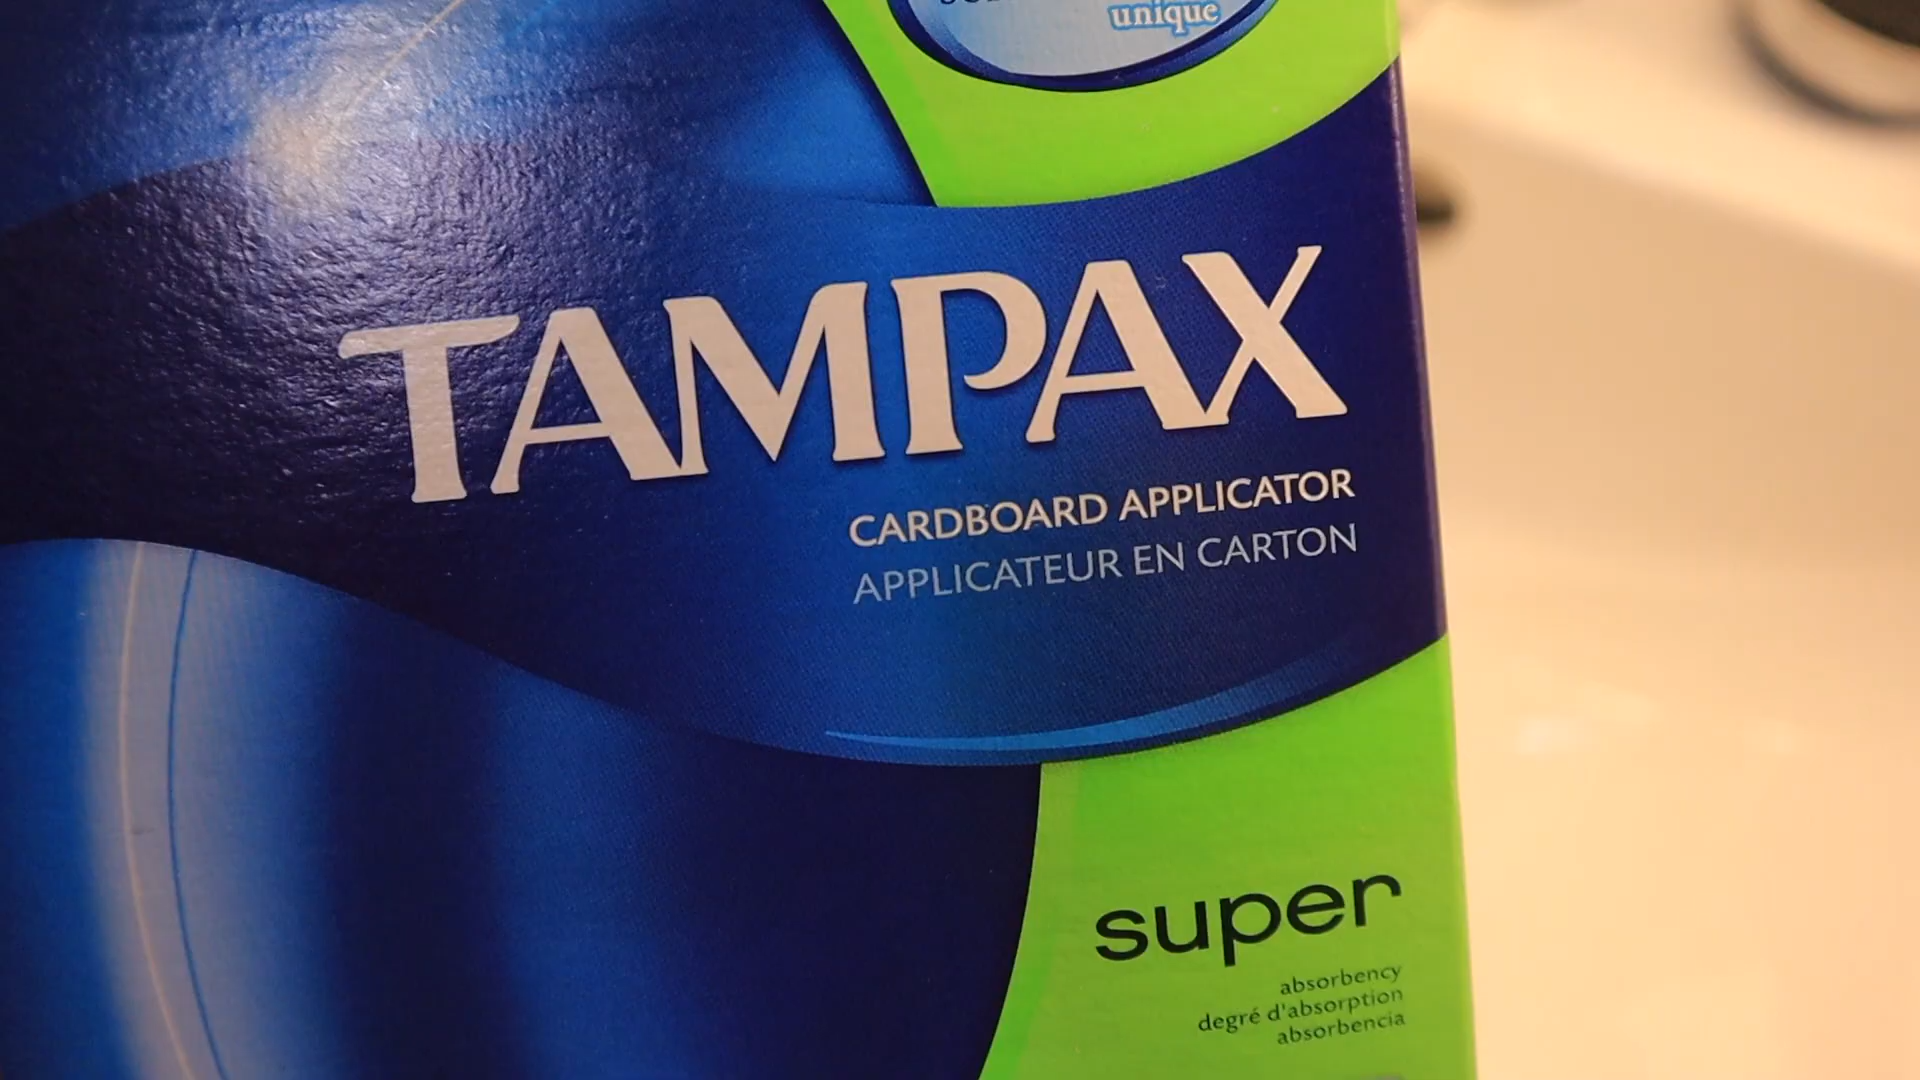 unique
TAMPAX
CARDBOARD APPLICATOR
APPLICATEUR EN CARTON
super
absorbency
degré d'absorption
absorbencia